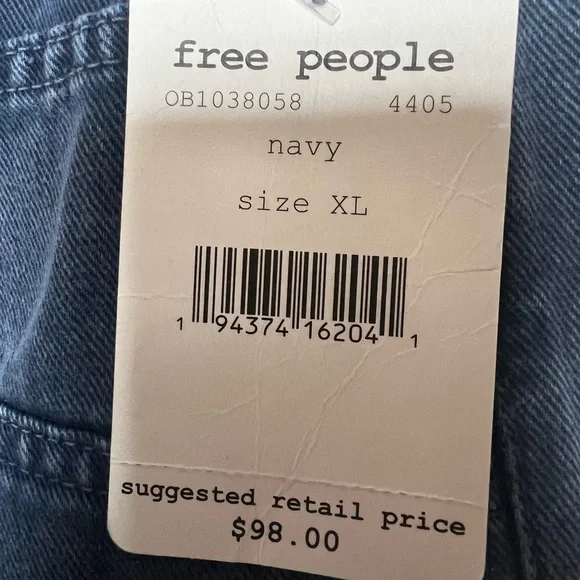 free people
OB1038058 4405
navy
size XL
1 94374 16204 1
suggested retail price
$98.00